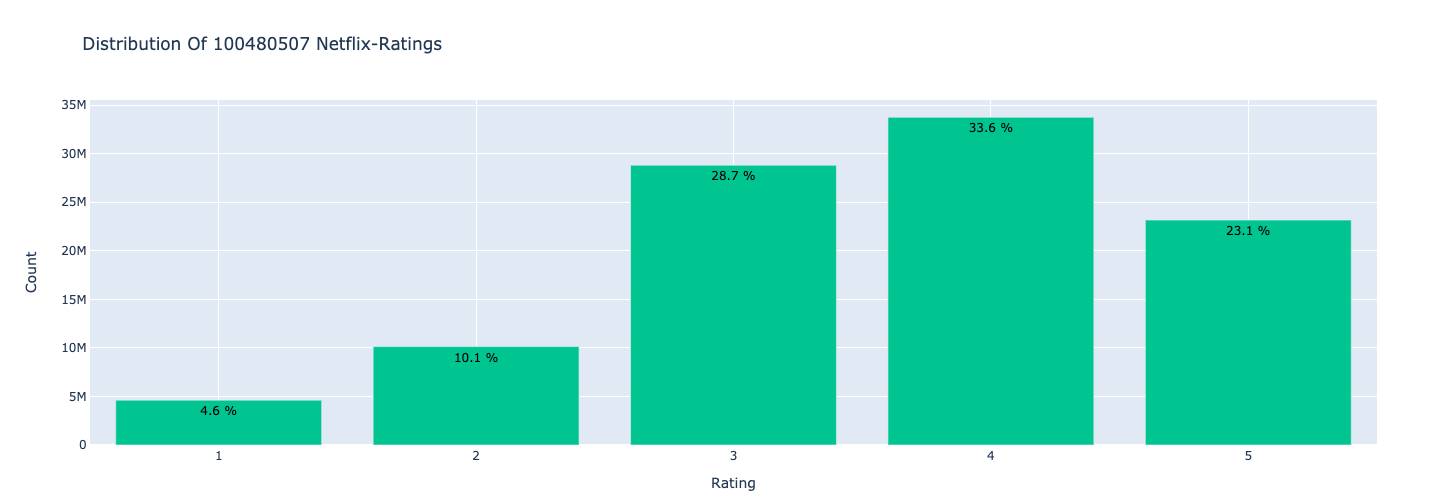 Distribution Of 100480507 Netflix-Ratings
35M
30M
25M
20M
15M
10M
5M
0
Count
4.6 %
10.1 %
28.7 %
33.6 %
23.1 %
1 2 3 4 5
Rating